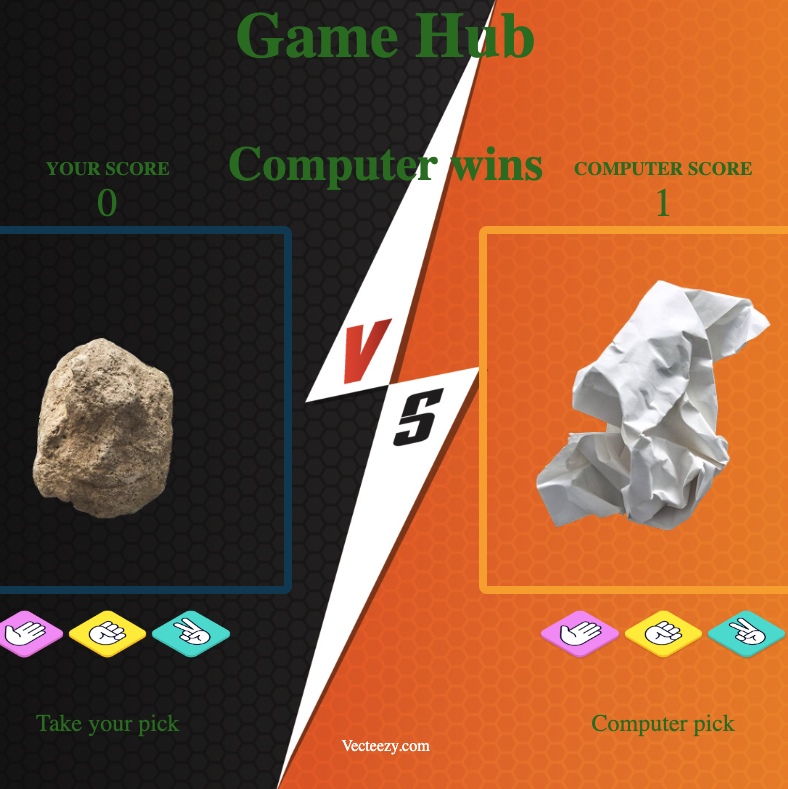 Game Hub
Computer wins
YOUR SCORE
0
COMPUTER SCORE
1
V
S
Take your pick
Computer pick
Vecteezy.com